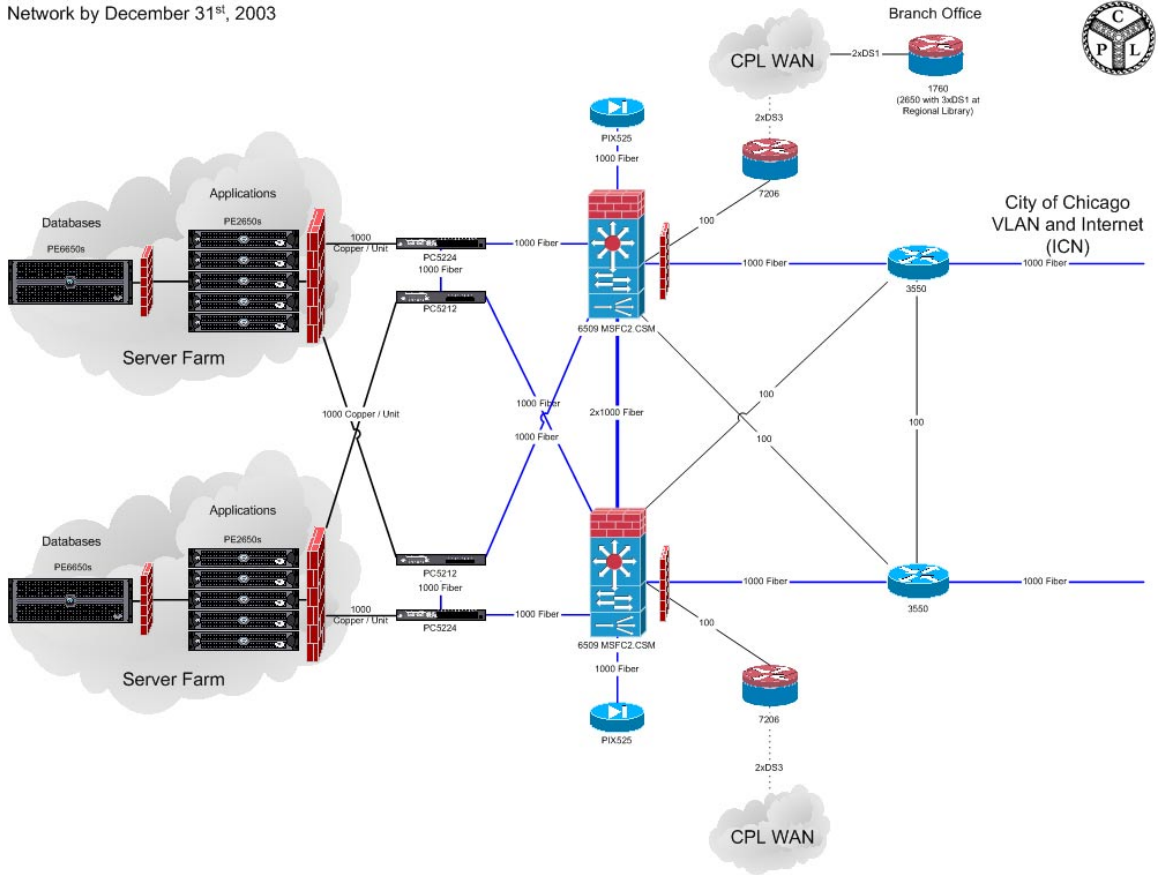 Network by December 31st, 2003
Branch Office
C
P L
CPL WAN
2xDS1
1760
(2650 with 3xDS1 at
Regional Library)
2xDS3
PIX525
1000 Fiber
7206
City of Chicago
VLAN and Internet
(ICN)
Applications
Databases
PE2650s
PE6650s
1000
Copper / Unit
PC5224
1000 Fiber
1000 Fiber
PC5212
100
1000 Fiber
3550
1000 Fiber
6509 MSFC2.CSM
Server Farm
1000 Copper / Unit
1000 Fiber
1000 Fiber
2x1000 Fiber
100
100
100
Applications
Databases
PE2650s
PE6650s
PC5212
1000 Fiber
1000
Copper / Unit
PC5224
1000 Fiber
1000 Fiber
3550
1000 Fiber
100
6509 MSFC2.CSM
1000 Fiber
Server Farm
PIX525
7206
2xDS3
CPL WAN